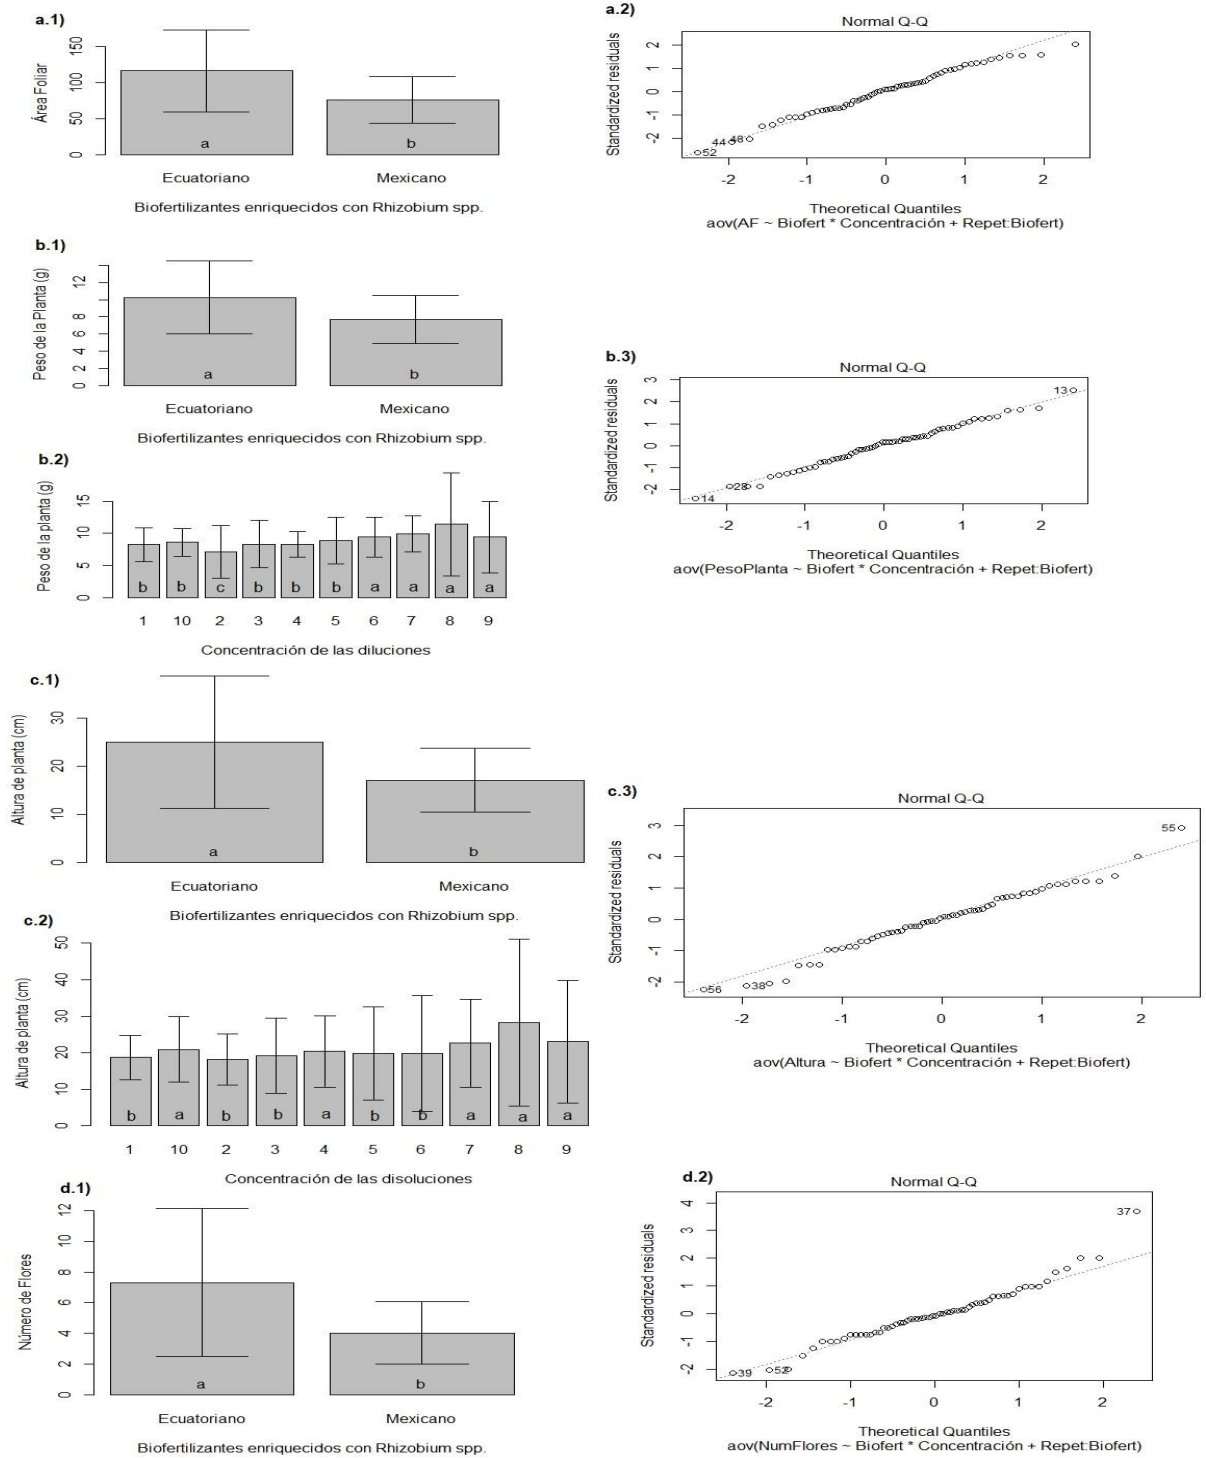 a.1)
Área Foliar
0 50 100 150
a b
Ecuatoriano Mexicano
Biofertilizantes enriquecidos con Rhizobium spp.
a.2)
Normal Q-Q
Standardized residuals
-2 -1 0 1 2
52 44 48
-2 -1 0 1 2
Theoretical Quantiles
aov(AF ~ Biofert * Concentración + Repet:Biofert)
b.1)
Peso de la Planta (g)
0 2 4 6 8 12
a b
Ecuatoriano Mexicano
Biofertilizantes enriquecidos con Rhizobium spp.
b.3)
Normal Q-Q
Standardized residuals
-2 -1 0 1 2 3
14 28 13
-2 -1 0 1 2
Theoretical Quantiles
aov(PesoPlanta ~ Biofert * Concentración + Repet:Biofert)
b.2)
Peso de la planta (g)
0 5 10 15
b b c b b b a a a a
1 10 2 3 4 5 6 7 8 9
Concentración de las diluciones
c.1)
Altura de planta (cm)
0 10 20 30
a b
Ecuatoriano Mexicano
Biofertilizantes enriquecidos con Rhizobium spp.
c.3)
Normal Q-Q
Standardized residuals
-2 -1 0 1 2 3
56 38 55
-2 -1 0 1 2
Theoretical Quantiles
aov(Altura ~ Biofert * Concentración + Repet:Biofert)
c.2)
Altura de planta (cm)
0 10 20 30 40 50
b a b b a b b a a a
1 10 2 3 4 5 6 7 8 9
Concentración de las disoluciones
d.1)
Número de Flores
0 2 4 6 8 10 12
a b
Ecuatoriano Mexicano
Biofertilizantes enriquecidos con Rhizobium spp.
d.2)
Normal Q-Q
Standardized residuals
-2 -1 0 1 2 3 4
39 52 37
-2 -1 0 1 2
Theoretical Quantiles
aov(NumFlores ~ Biofert * Concentración + Repet:Biofert)